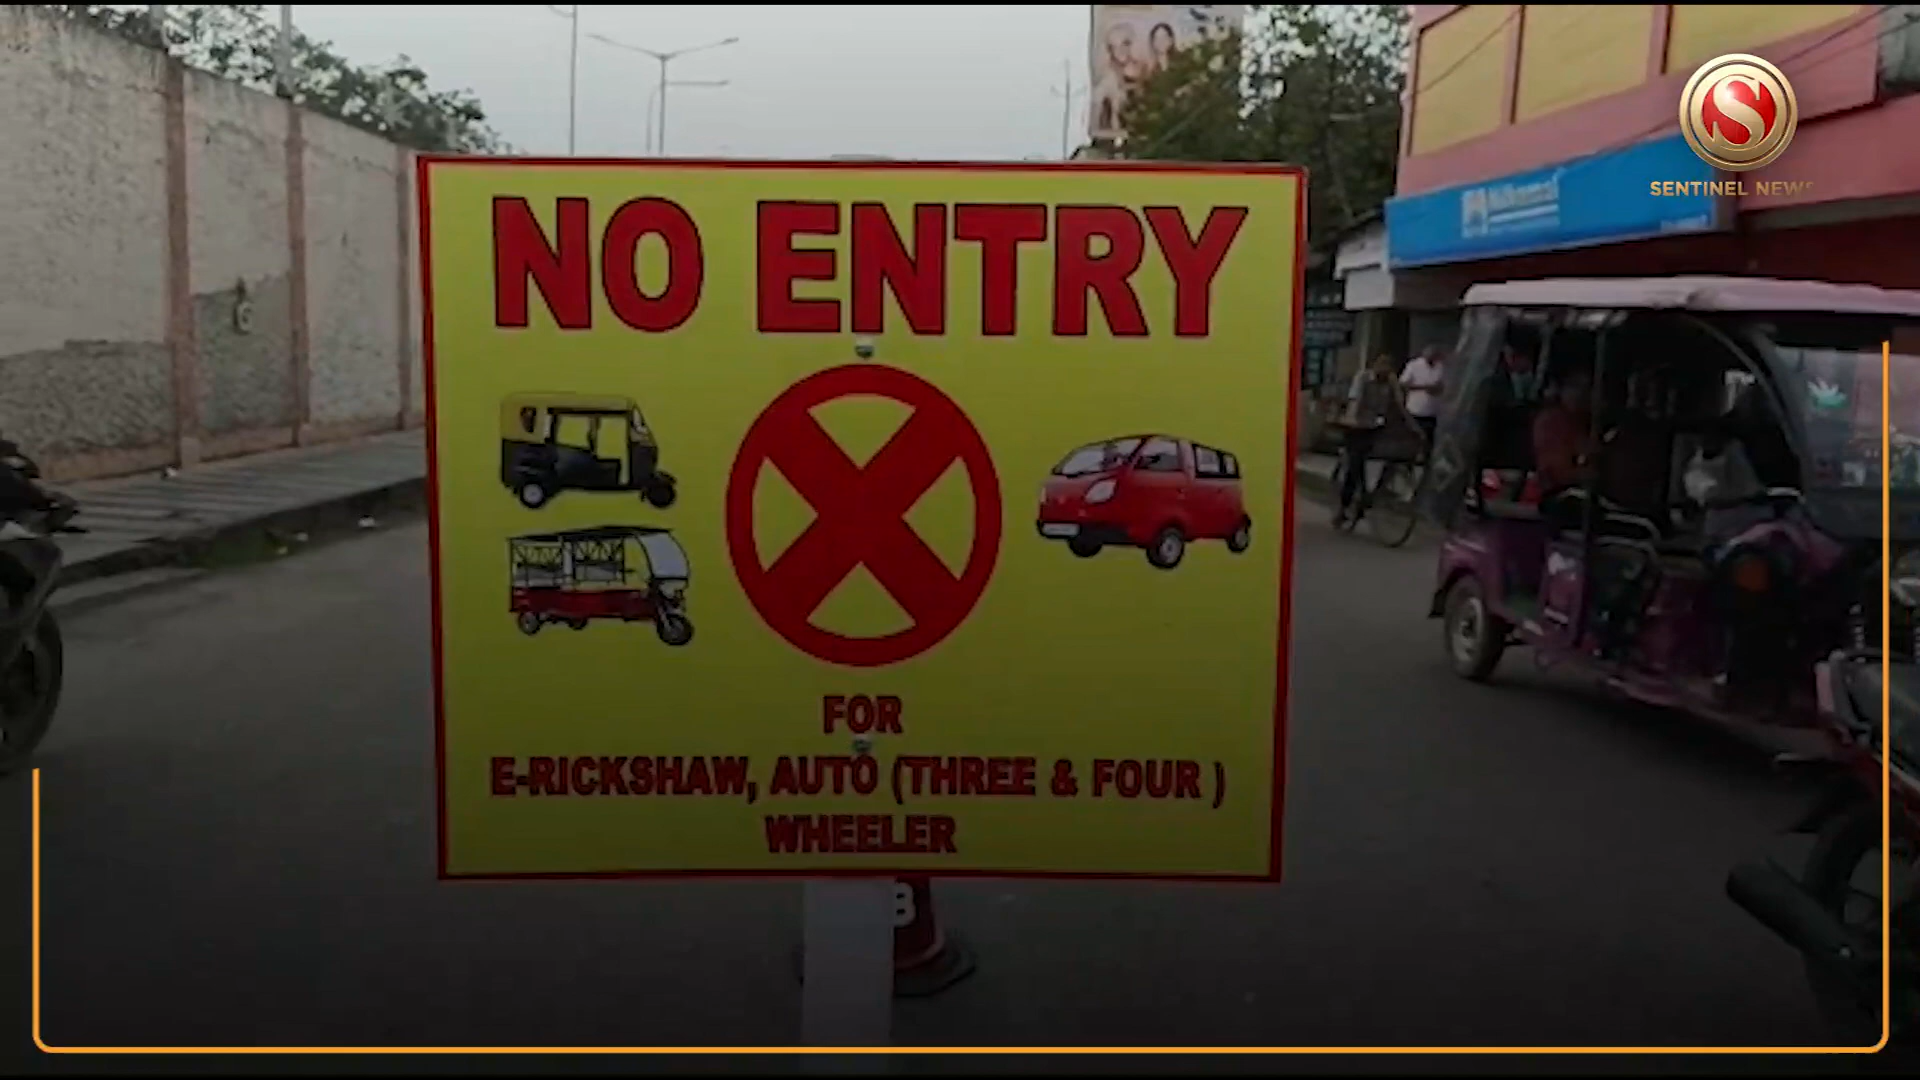 SENTINEL NEWS
NO ENTRY
FOR
E-RICKSHAW, AUTO (THREE & FOUR )
WHEELER
B